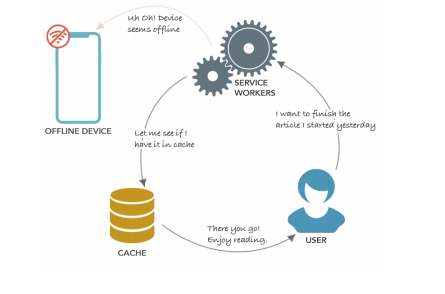 Uh Oh! Device
seems offline
OFFLINE DEVICE
SERVICE
WORKERS
I want to finish the
article I started yesterday
Let me see if I
have it in cache
CACHE
There you go!
Enjoy reading.
USER